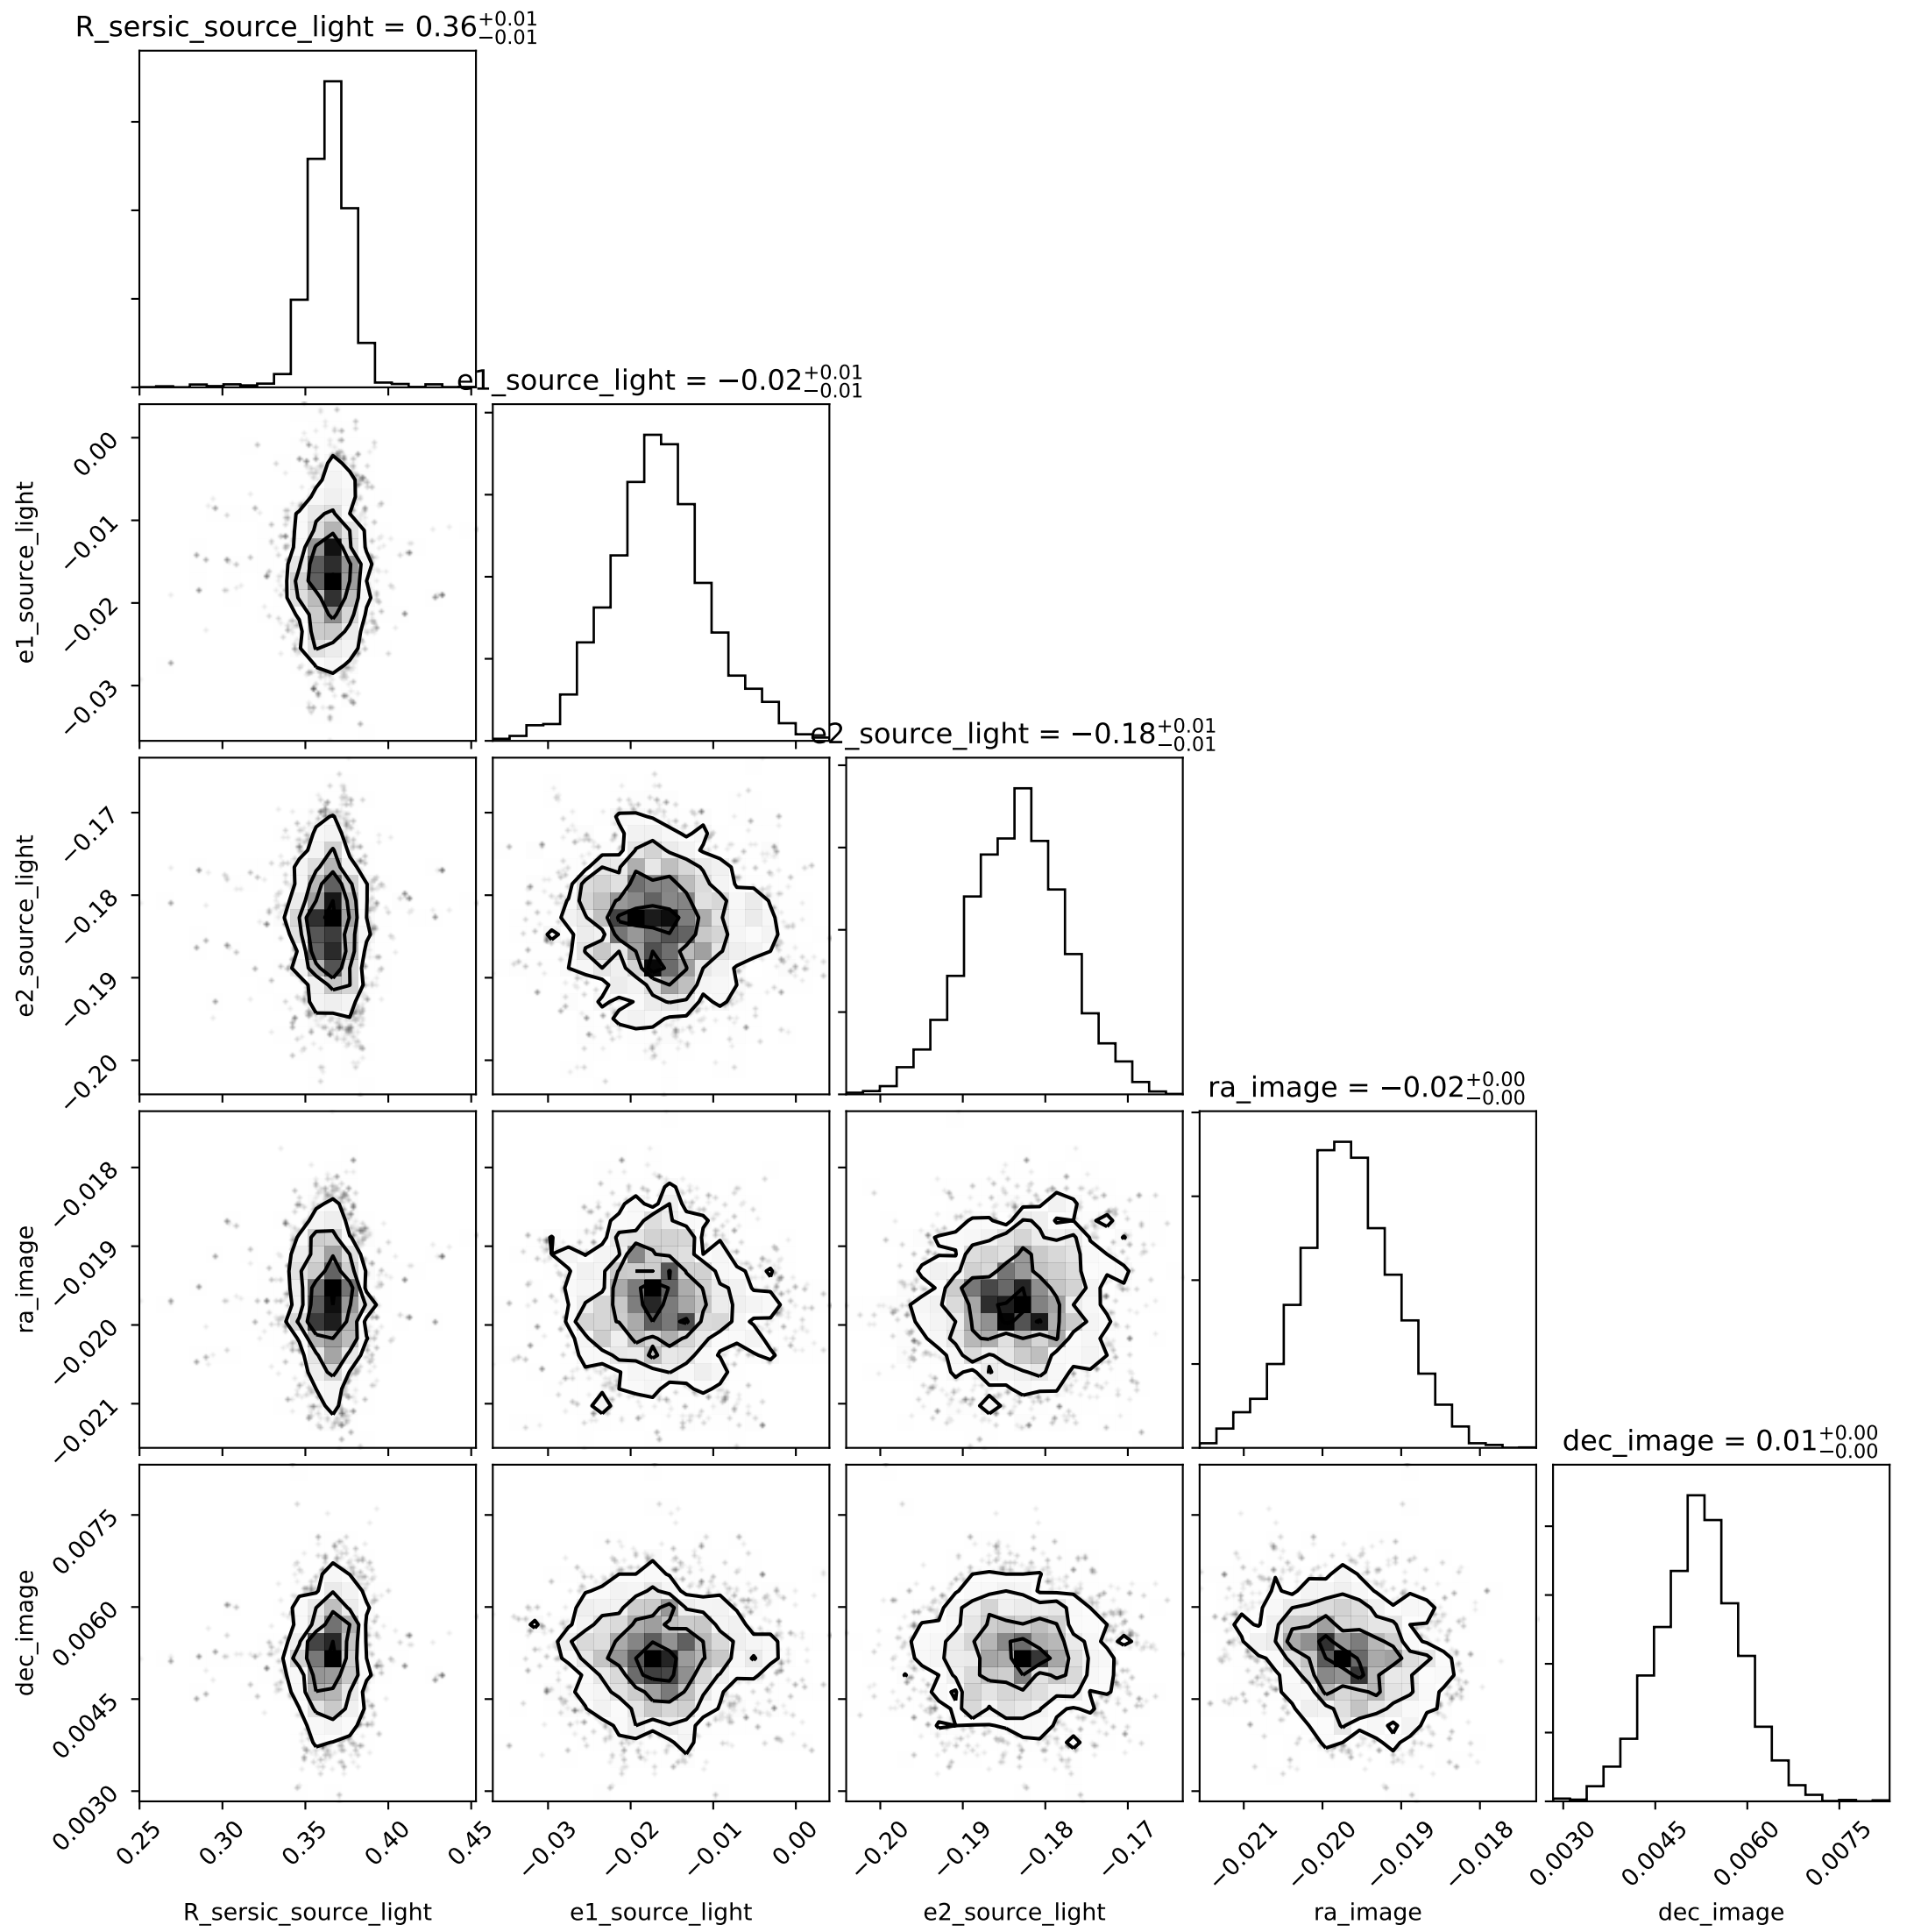 R_sersic_source_light = 0.36+0.01−0.01
e1_source_light = −0.02+0.01−0.01
0.00
−0.01
−0.02
−0.03
e1_source_light
e2_source_light = −0.18+0.01−0.01
−0.17
−0.18
−0.19
−0.20
e2_source_light
ra_image = −0.02+0.00−0.00
−0.018
−0.019
−0.020
−0.021
ra_image
dec_image = 0.01+0.00−0.00
0.0075
0.0060
0.0045
0.0030
dec_image
0.25 0.30 0.35 0.40 0.45 −0.03 −0.02 −0.01 0.00 −0.20 −0.19 −0.18 −0.17 −0.021 −0.020 −0.019 −0.018 0.0030 0.0045 0.0060 0.0075
R_sersic_source_light e1_source_light e2_source_light ra_image dec_image